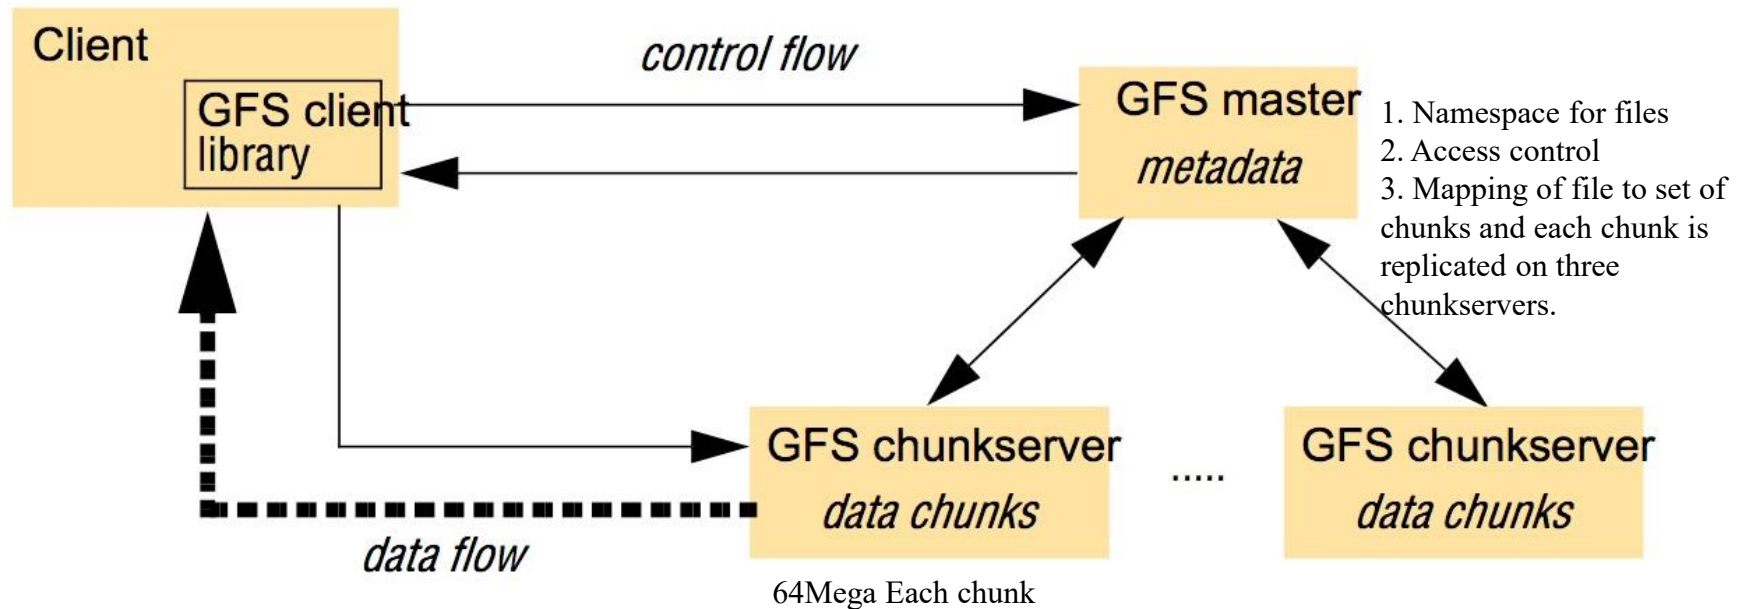 Client
GFS client
library
control flow
GFS master
metadata
1. Namespace for files
2. Access control
3. Mapping of file to set of
chunks and each chunk is
replicated on three
chunkservers.
GFS chunkserver
data chunks
.....
GFS chunkserver
data chunks
data flow
64Mega Each chunk